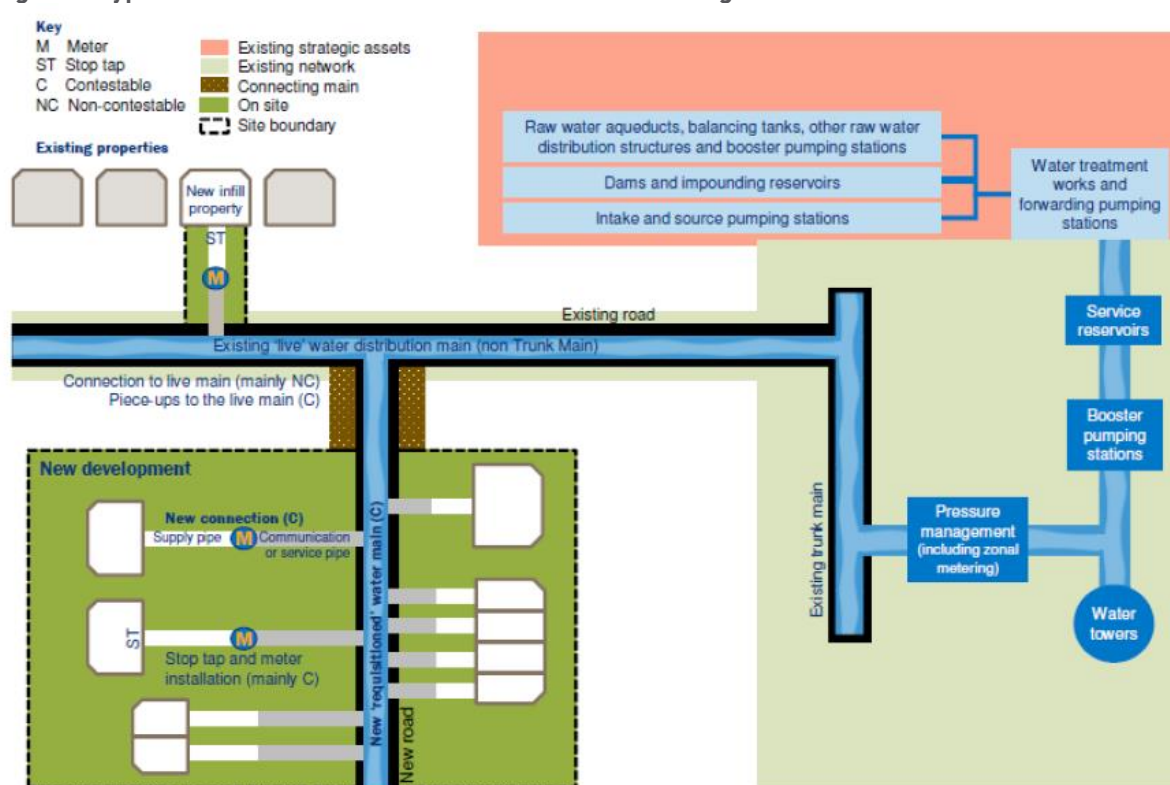 Key
M Meter
ST Stop tap
C Contestable
NC Non-contestable
Existing strategic assets
Existing network
Connecting main
On site
Site boundary
Existing properties
New infill
property
ST
M
Raw water aqueducts, balancing tanks, other raw water
distribution structures and booster pumping stations
Dams and impounding reservoirs
Intake and source pumping stations
Water treatment
works and
forwarding pumping
stations
Existing road
Existing 'live' water distribution main (non Trunk Main)
Service
reservoirs
Connection to live main (mainly NC)
Piece-ups to the live main (C)
Booster
pumping
stations
New development
New connection (C)
Supply pipe
M
Communication
or service pipe
ST
M
Stop tap and meter
installation (mainly C)
New 'requisitioned' water main (C)
New road
Existing trunk main
Pressure
management
(including zonal
metering)
Water
towers